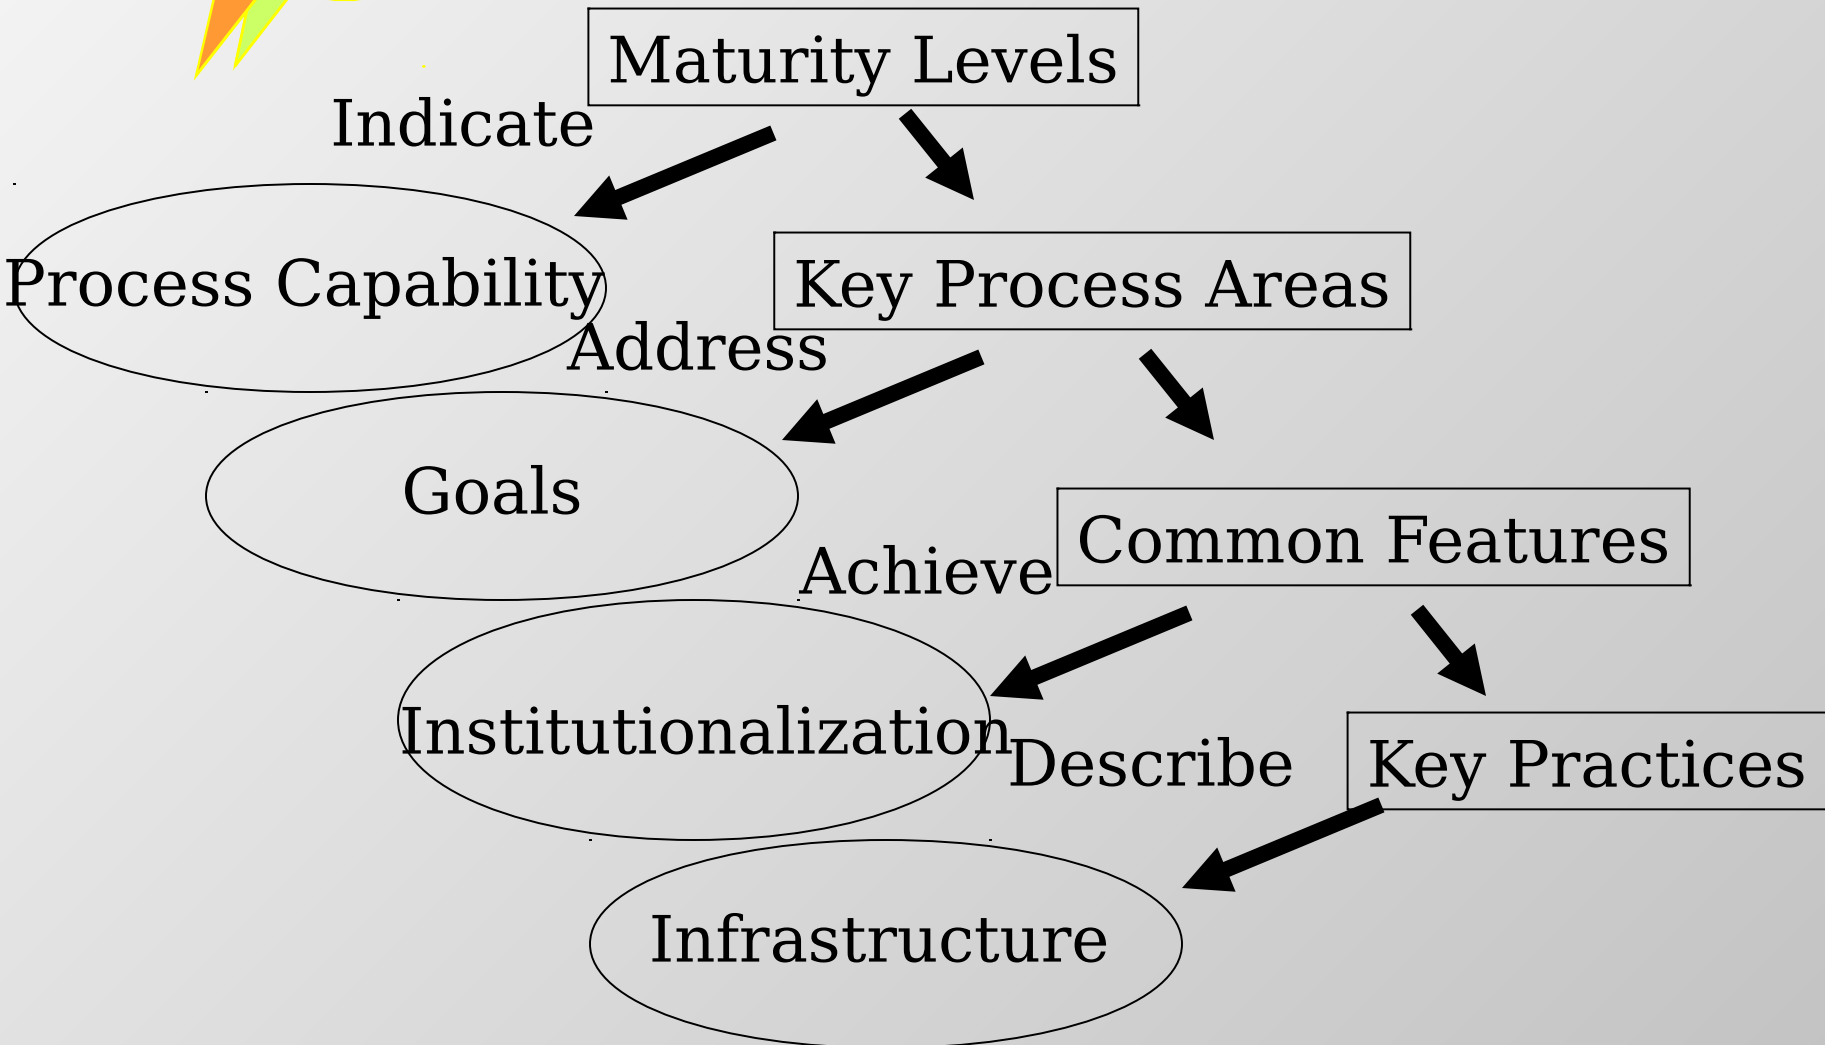 Maturity Levels
Indicate
Process Capability
Key Process Areas
Address
Goals
Common Features
Achieve
Institutionalization
Describe
Key Practices
Infrastructure